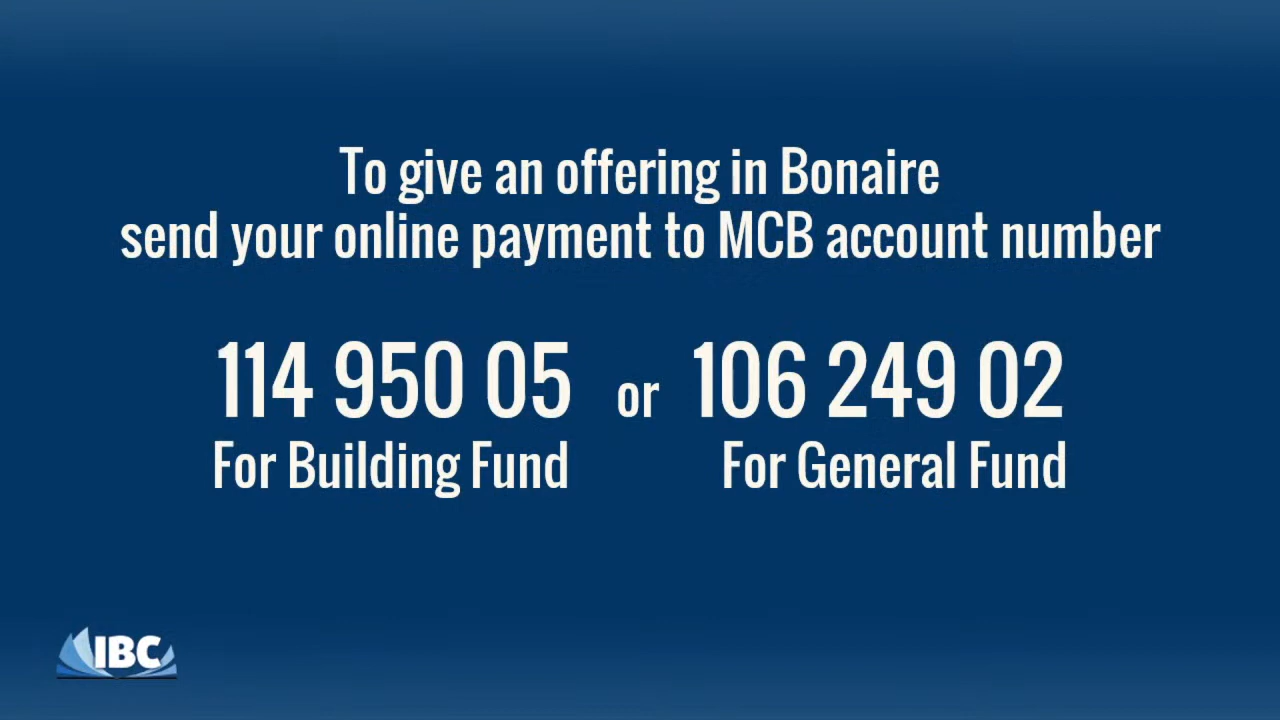 To give an offering in Bonaire
send your online payment to MCB account number
114 950 05 or 106 249 02
For Building Fund For General Fund
IBC